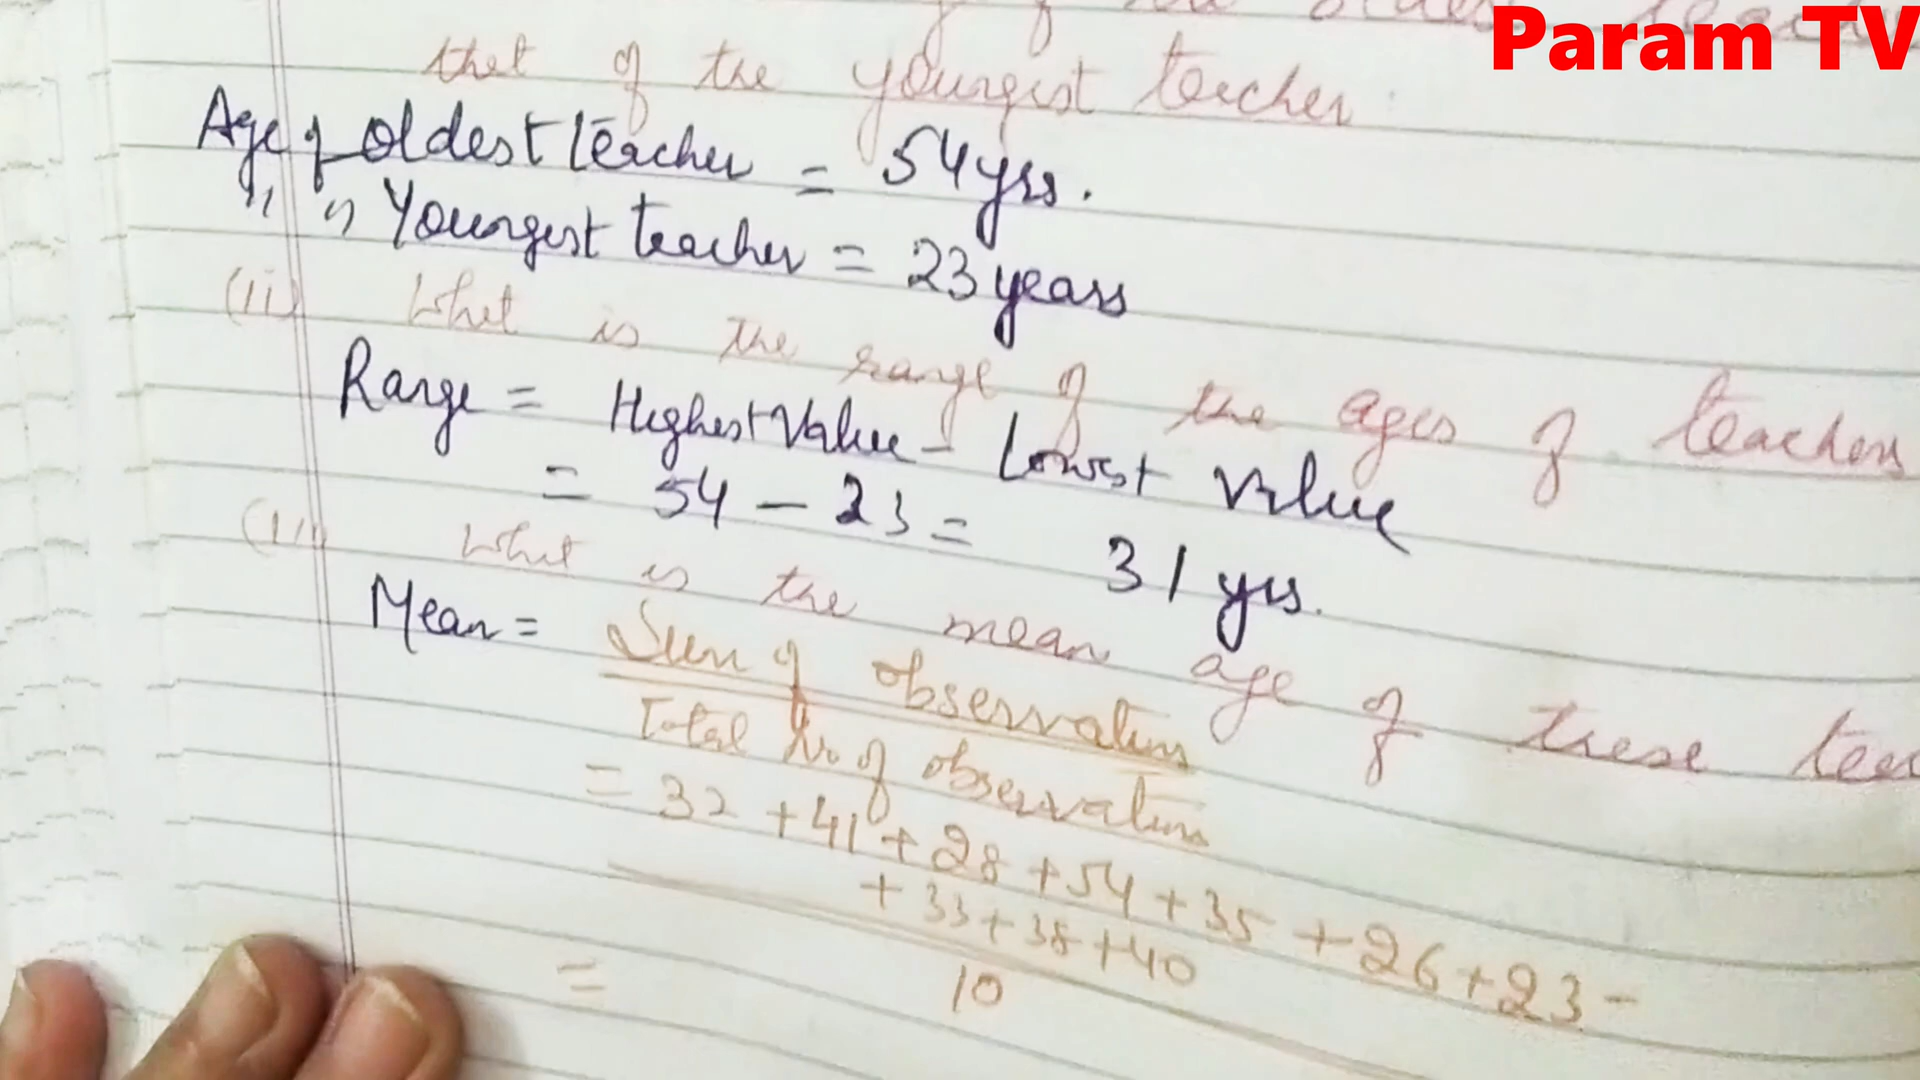 Param TV
that of the youngest teacher.
Age of oldest teacher = 54 yrs.
" " Youngest teacher = 23 years
(ii) What is the range of the ages of teachers
Range = Highest Value - Lowest Value
= 54 - 23 = 31 yrs.
(iii) What is the mean age of these
Mean = Sum of observations
Total No of observations
= 32 + 41 + 28 + 54 + 35 + 26 + 23 -
+ 33 + 38 + 40
= 10